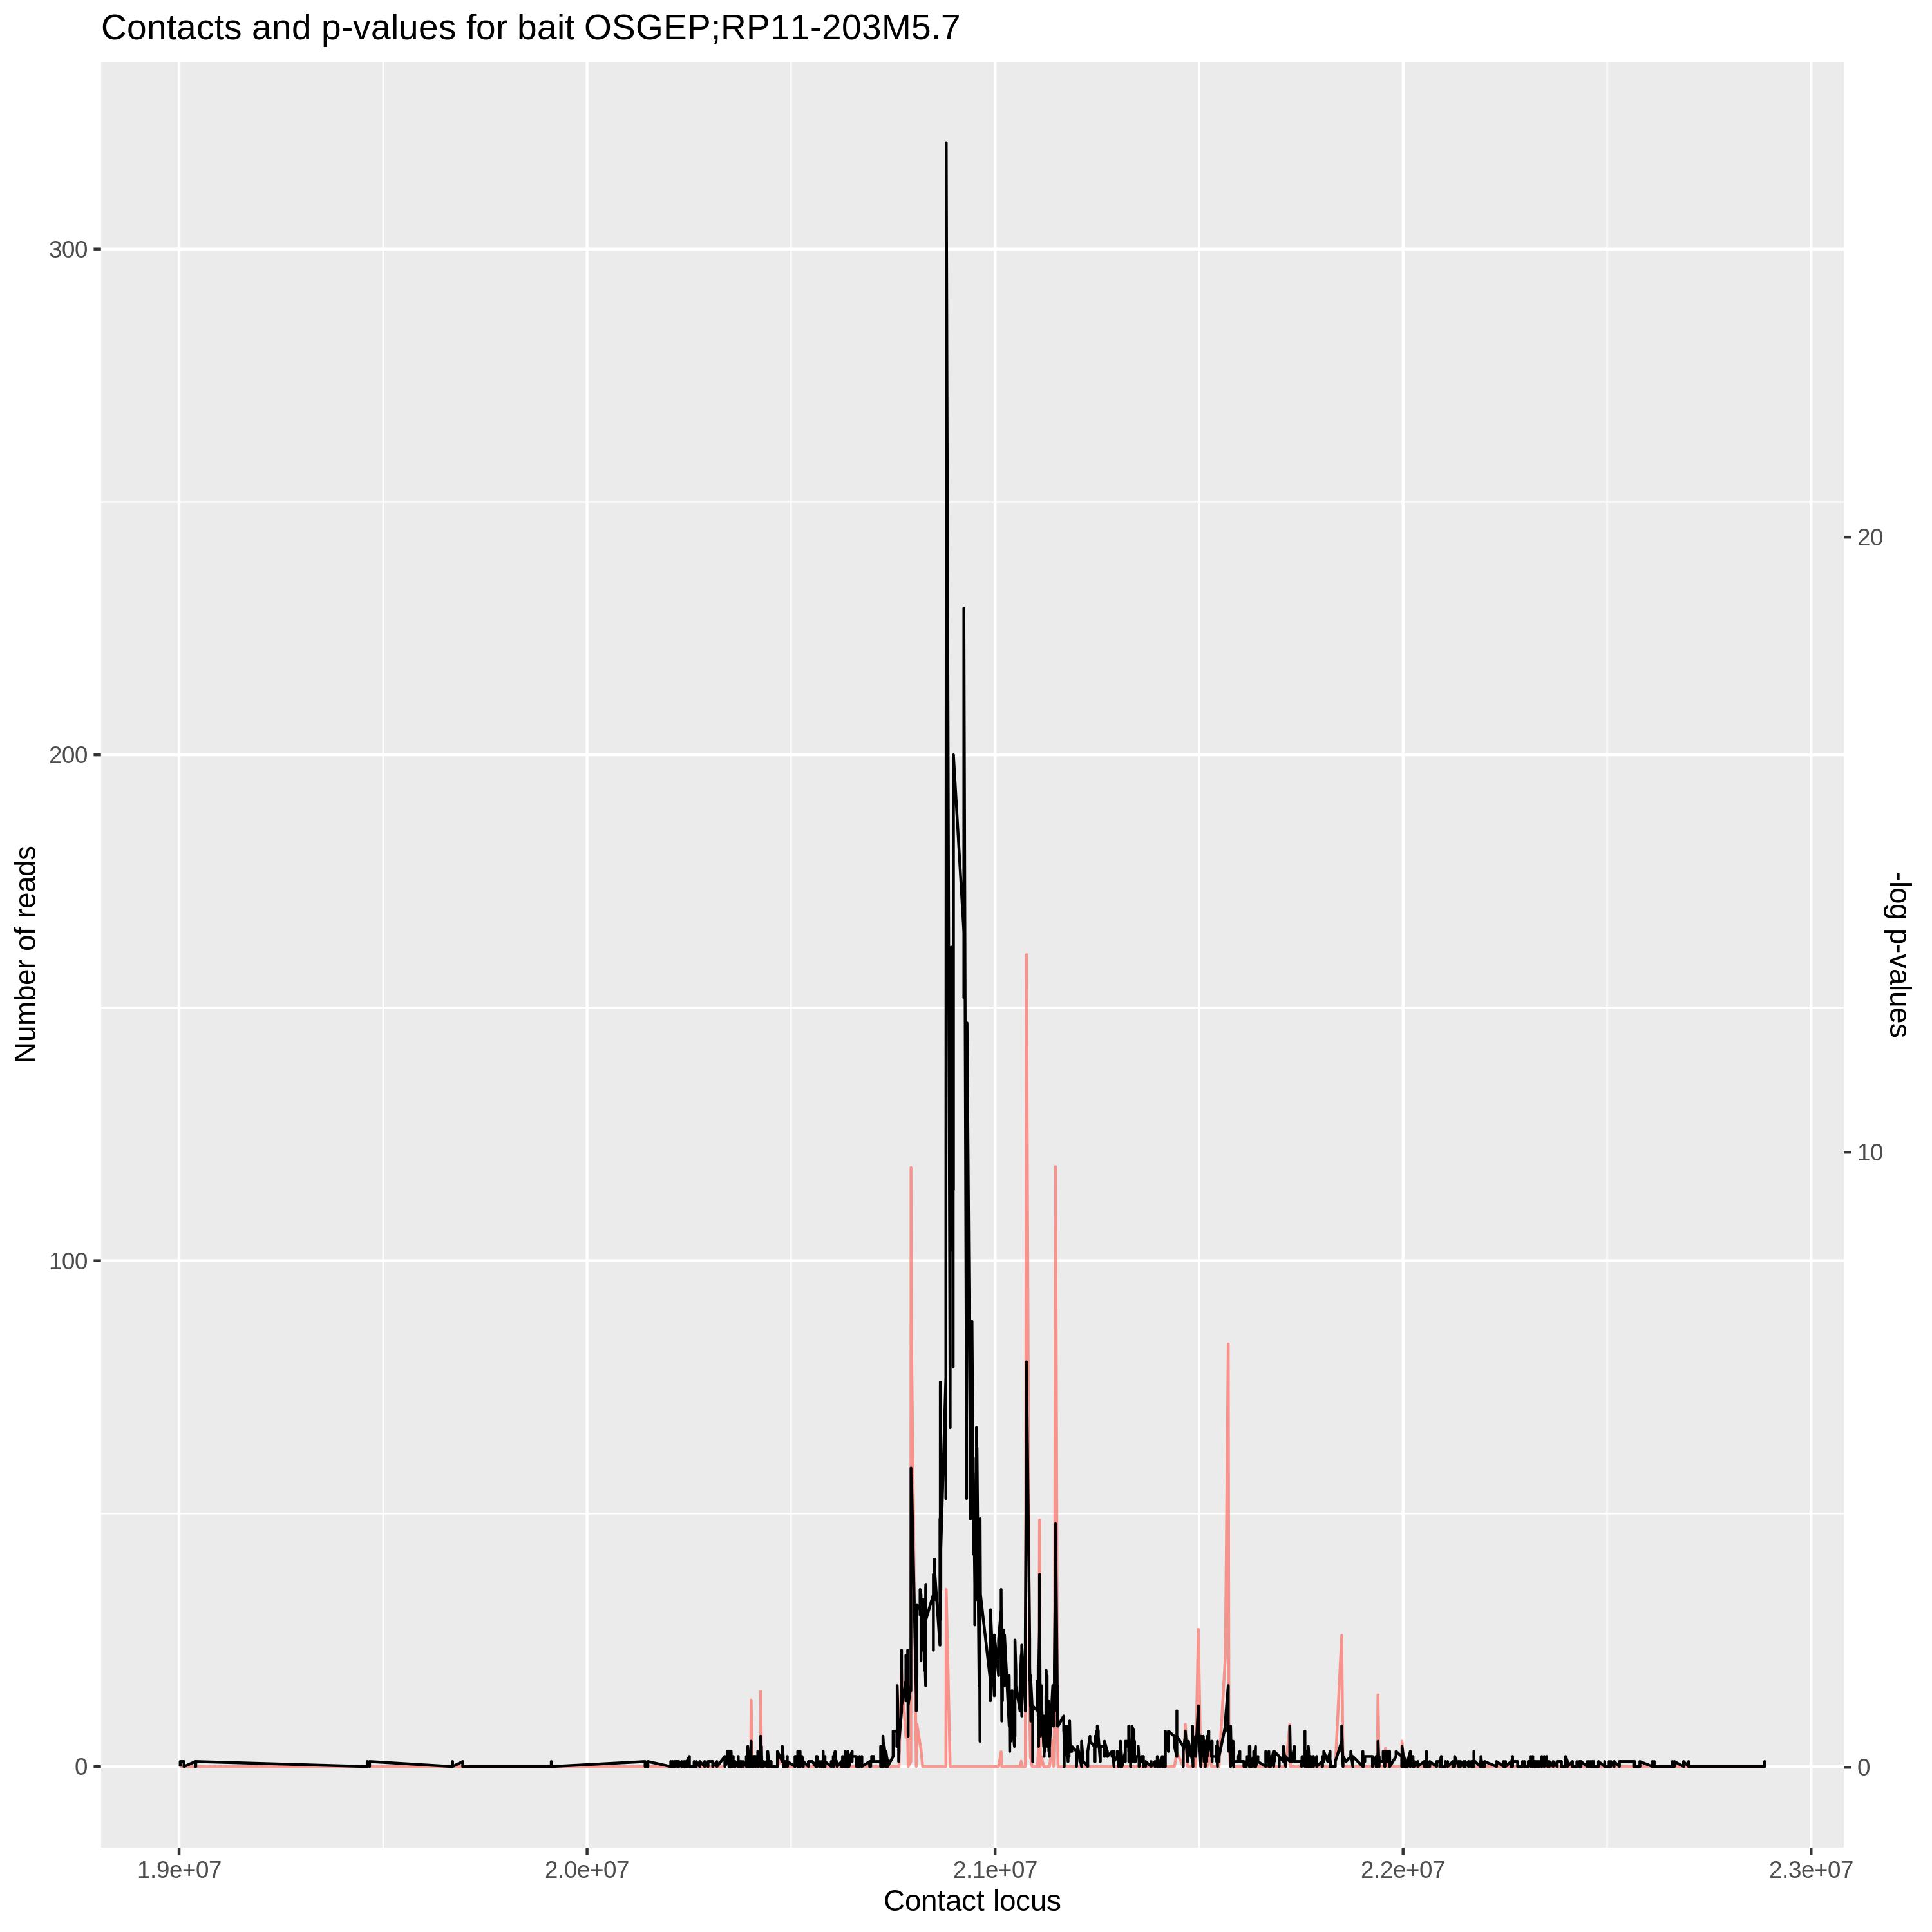 Contacts and p-values for bait OSGEP;RP11-203M5.7
Number of reads
300
200
100
0
20
10
0
-log p-values
1.9e+07
2.0e+07
2.1e+07
2.2e+07
2.3e+07
Contact locus